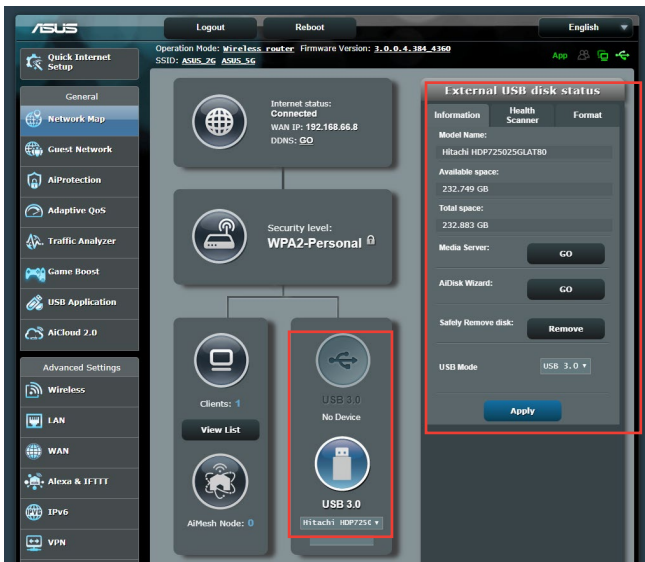 ASUS
Logout
Reboot
English
Quick Internet
Setup
Operation Mode: Wireless router Firmware Version: 3.0.0.4.384_4360
SSID: ASUS_2G ASUS_5G
App
General
Network Map
Guest Network
AiProtection
Adaptive QoS
Traffic Analyzer
Game Boost
USB Application
AiCloud 2.0
Advanced Settings
Wireless
LAN
WAN
Alexa & IFTTT
IPv6
VPN
Internet status:
Connected
WAN IP: 192.168.66.8
DDNS: GO
Security level:
WPA2-Personal
Clients: 1
View List
AiMesh Node: 0
USB 3.0
No Device
USB 3.0
Hitachi HDP725C
External USB disk status
Information
Health
Scanner
Format
Model Name:
Hitachi HDP725025GLAT80
Available space:
232.749 GB
Total space:
232.883 GB
Media Server:
GO
AiDisk Wizard:
GO
Safely Remove disk:
Remove
USB Mode
USB 3.0
Apply